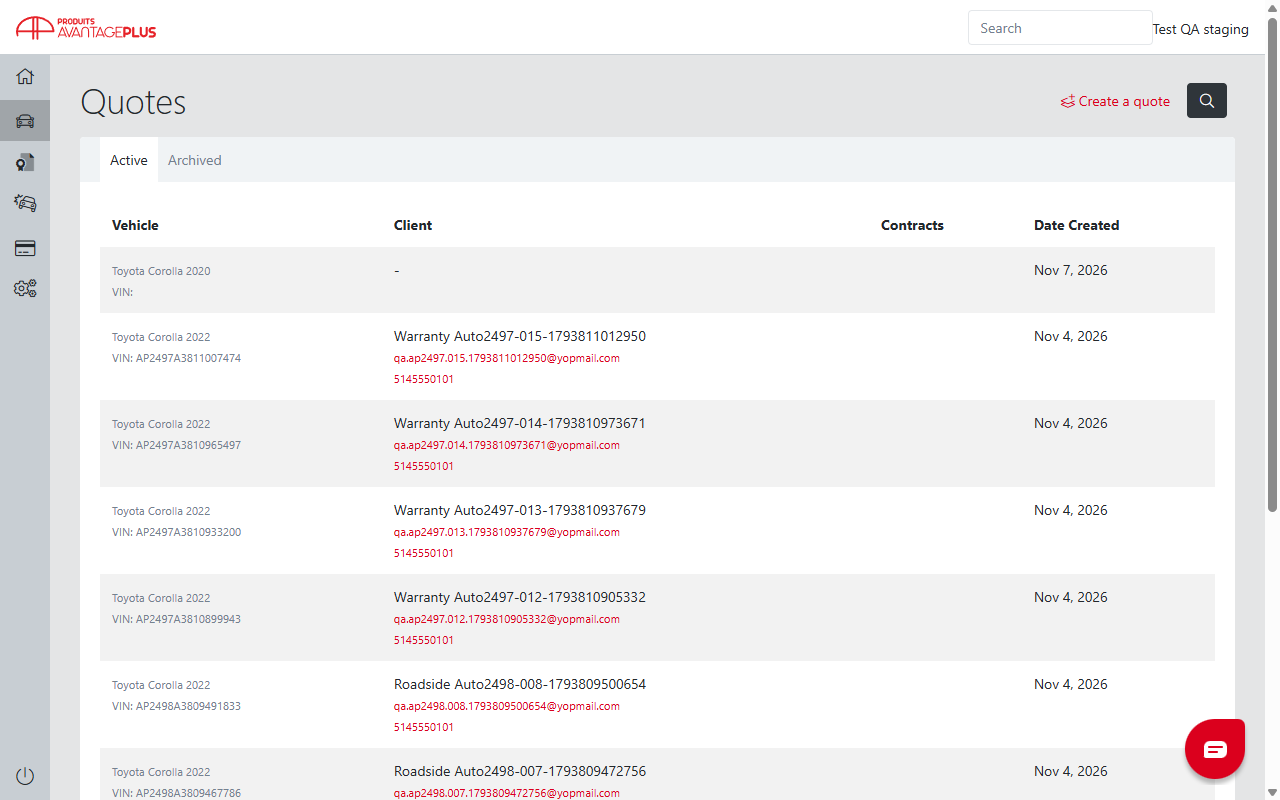 PRODUITS
AVANTAGEPLUS
Search
Test QA staging
Quotes
Create a quote
Active
Archived
Vehicle Client Contracts Date Created
Toyota Corolla 2020 - Nov 7, 2026
VIN:
Toyota Corolla 2022 Warranty Auto2497-015-1793811012950 Nov 4, 2026
VIN: AP2497A3811007474 qa.ap2497.015.1793811012950@yopmail.com
5145550101
Toyota Corolla 2022 Warranty Auto2497-014-1793810973671 Nov 4, 2026
VIN: AP2497A3810965497 qa.ap2497.014.1793810973671@yopmail.com
5145550101
Toyota Corolla 2022 Warranty Auto2497-013-1793810937679 Nov 4, 2026
VIN: AP2497A3810933200 qa.ap2497.013.1793810937679@yopmail.com
5145550101
Toyota Corolla 2022 Warranty Auto2497-012-1793810905332 Nov 4, 2026
VIN: AP2497A3810899943 qa.ap2497.012.1793810905332@yopmail.com
5145550101
Toyota Corolla 2022 Roadside Auto2498-008-1793809500654 Nov 4, 2026
VIN: AP2498A3809491833 qa.ap2498.008.1793809500654@yopmail.com
5145550101
Toyota Corolla 2022 Roadside Auto2498-007-1793809472756 Nov 4, 2026
VIN: AP2498A3809467786 qa.ap2498.007.1793809472756@yopmail.com